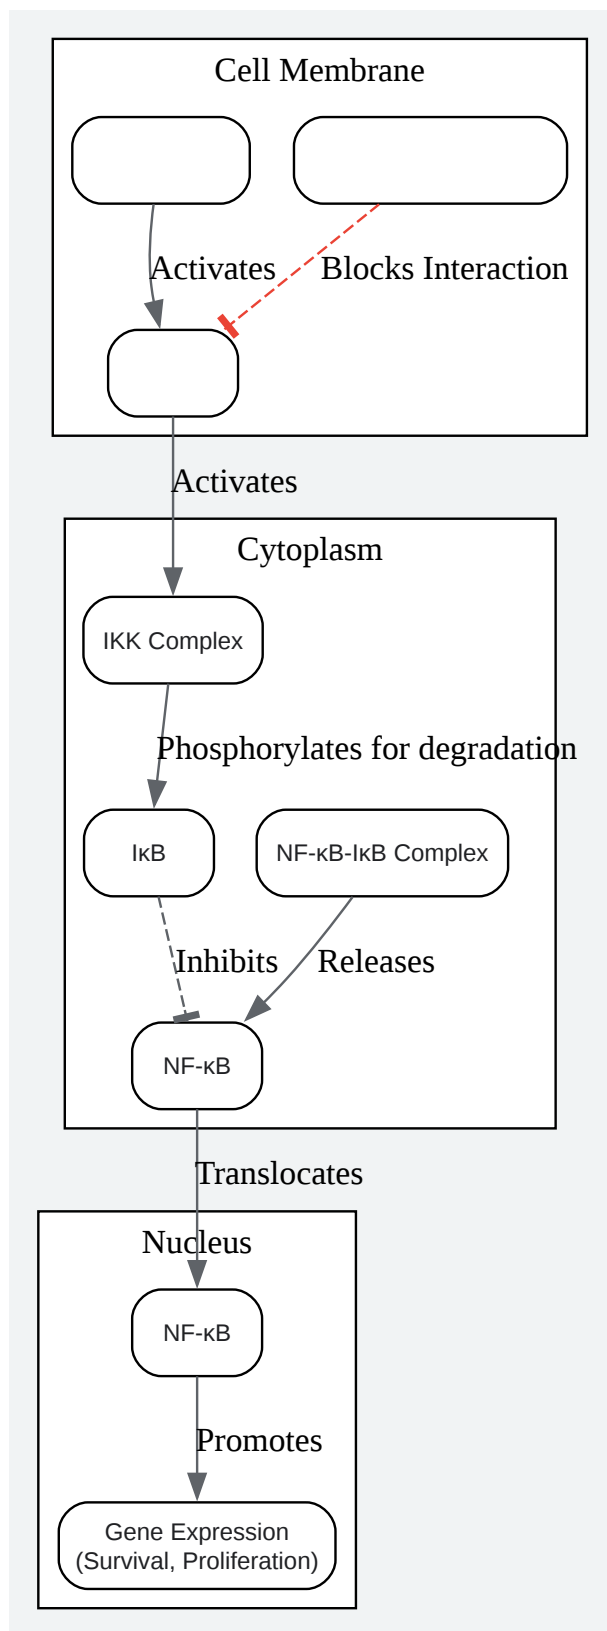 Cell Membrane
Activates
Blocks Interaction
Activates
Cytoplasm
IKK Complex
Phosphorylates for degradation
IκB
NF-κB-IκB Complex
Inhibits
Releases
NF-κB
Translocates
Nucleus
NF-κB
Promotes
Gene Expression
(Survival, Proliferation)